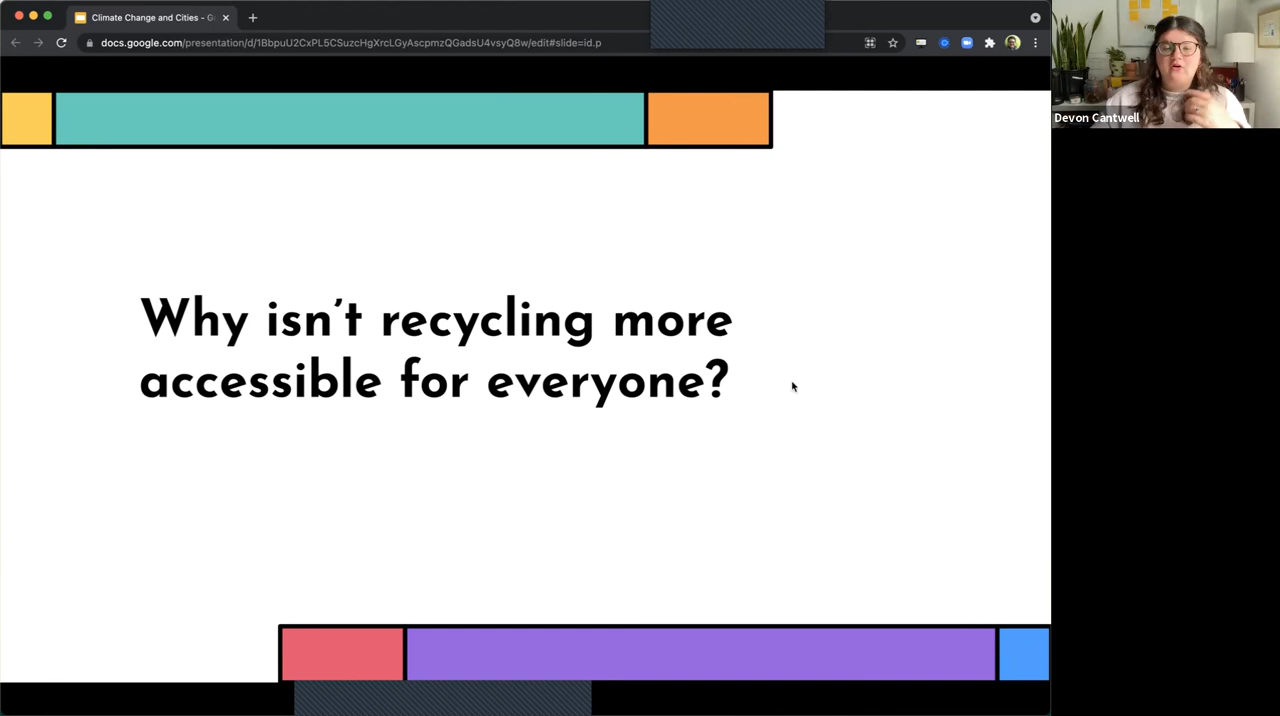 Climate Change and Cities - G
docs.google.com/presentation/d/1BbpuU2CxPL5CSuzcHgXrcLGyAscpmzQGadsU4vsyQ8w/edit#slide=id.p
Devon Cantwell
Why isn't recycling more
accessible for everyone?